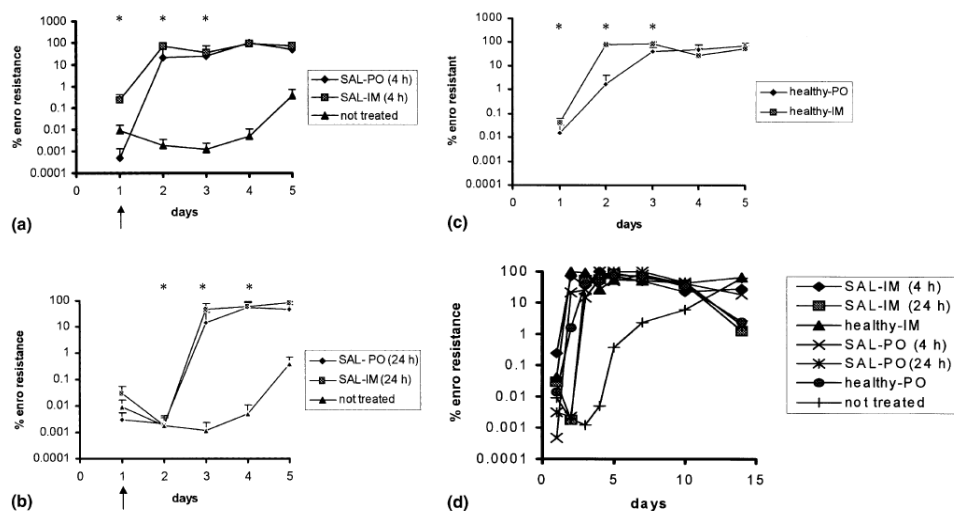 * * *
100
10
1
0.1
0.01
0.001
0.0001
% enro resistant
0 1 2 3 4 5
days
SAL-PO (4 h)
SAL-IM (4 h)
not treated
(a)
* * *
100
10
1
0.1
0.01
0.001
0.0001
% enro resistant
0 1 2 3 4 5
days
healthy-PO
healthy-IM
(c)
* * *
100
10
1
0.1
0.01
0.001
0.0001
% enro resistance
0 1 2 3 4 5
days
SAL- PO (24 h)
SAL-IM (24 h)
not treated
(b)
100
10
1
0.1
0.01
0.001
0.0001
% enro resistance
0 5 10 15
days
SAL-IM (4 h)
SAL-IM (24 h)
healthy-IM
SAL-PO (4 h)
SAL-PO(24 h)
healthy-PO
not treated
(d)